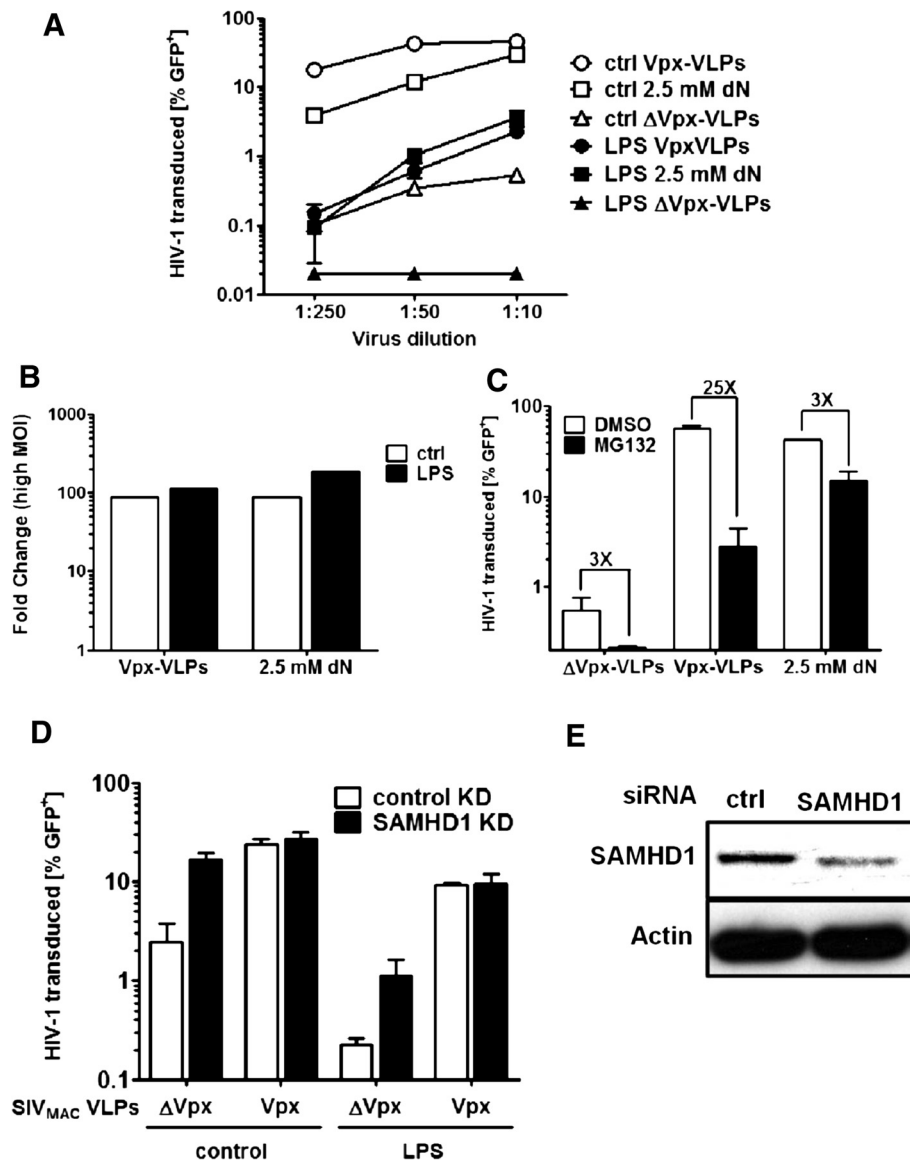 A
HIV-1 transduced [% GFP⁺]
100
10
1
0.1
0.01
1:250 1:50 1:10
Virus dilution
ctrl Vpx-VLPs
ctrl 2.5 mM dN
ctrl ΔVpx-VLPs
LPS VpxVLPs
LPS 2.5 mM dN
LPS ΔVpx-VLPs
B
Fold Change (high MOI)
1000
100
10
1
Vpx-VLPs 2.5 mM dN
ctrl
LPS
C
HIV-1 transduced [% GFP⁺]
100
10
1
DMSO
MG132
3X
25X
3X
ΔVpx-VLPs Vpx-VLPs 2.5 mM dN
D
HIV-1 transduced [% GFP⁺]
100
10
1
0.1
control KD
SAMHD1 KD
SIV_MAC VLPs ΔVpx Vpx ΔVpx Vpx
control LPS
E
siRNA ctrl SAMHD1
SAMHD1
Actin